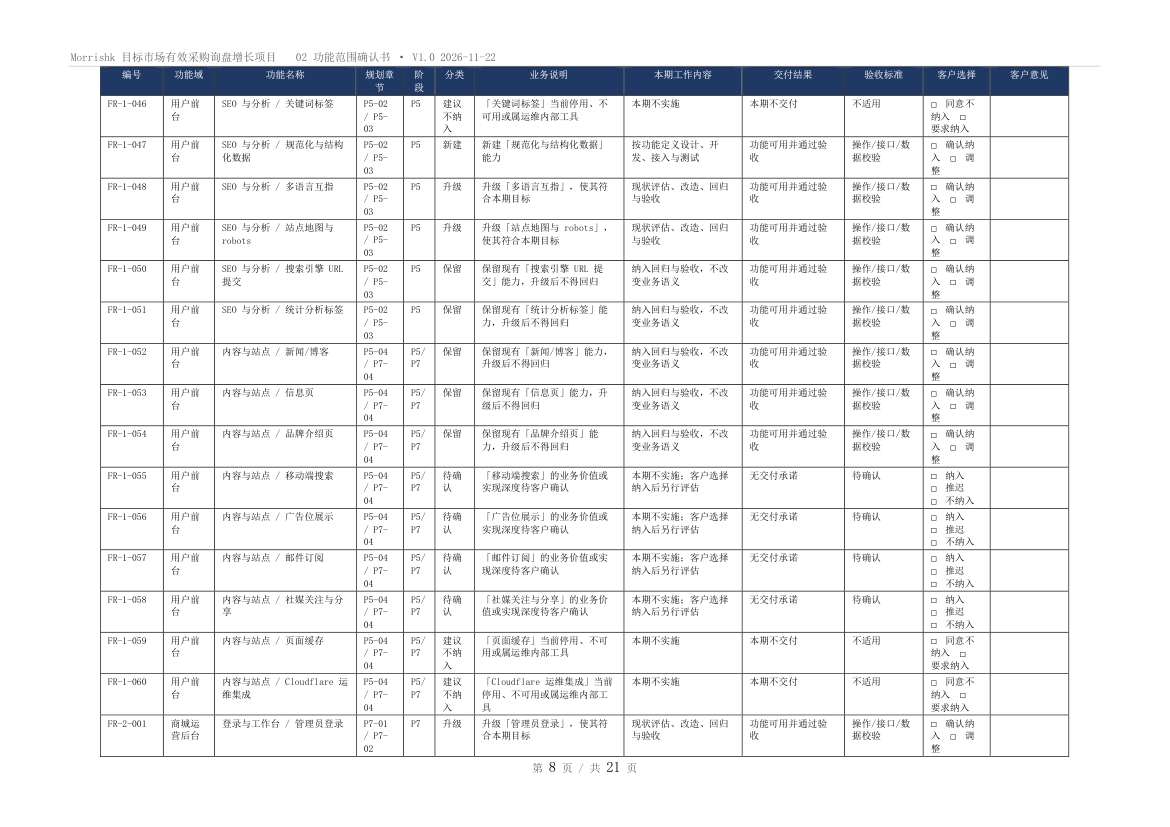 Morrishk 目标市场有效采购询盘增长项目 02 功能范围确认书 • V1.0 2026-11-22
编号 功能域 功能名称 规划章节 阶段 分类 业务说明 本期工作内容 交付结果 验收标准 客户选择 客户意见
FR-1-046 用户前台 SEO 与分析 / 关键词标签 P5-02 / P5-03 P5 建议不纳入 「关键词标签」当前停用、不可用或属运维内部工具 本期不实施 本期不交付 不适用 □ 同意不纳入 □ 要求纳入
FR-1-047 用户前台 SEO 与分析 / 规范化与结构化数据 P5-02 / P5-03 P5 新建 新建「规范化与结构化数据」能力 按功能定义设计、开发、接入与测试 功能可用并通过验收 操作/接口/数据校验 □ 确认纳入 □ 调整
FR-1-048 用户前台 SEO 与分析 / 多语言互指 P5-02 / P5-03 P5 升级 升级「多语言互指」，使其符合本期目标 现状评估、改造、回归与验收 功能可用并通过验收 操作/接口/数据校验 □ 确认纳入 □ 调整
FR-1-049 用户前台 SEO 与分析 / 站点地图与 robots P5-02 / P5-03 P5 升级 升级「站点地图与 robots」，使其符合本期目标 现状评估、改造、回归与验收 功能可用并通过验收 操作/接口/数据校验 □ 确认纳入 □ 调整
FR-1-050 用户前台 SEO 与分析 / 搜索引擎 URL 提交 P5-02 / P5-03 P5 保留 保留现有「搜索引擎 URL 提交」能力，升级后不得回归 纳入回归与验收，不改变业务语义 功能可用并通过验收 操作/接口/数据校验 □ 确认纳入 □ 调整
FR-1-051 用户前台 SEO 与分析 / 统计分析标签 P5-02 / P5-03 P5 保留 保留现有「统计分析标签」能力，升级后不得回归 纳入回归与验收，不改变业务语义 功能可用并通过验收 操作/接口/数据校验 □ 确认纳入 □ 调整
FR-1-052 用户前台 内容与站点 / 新闻/博客 P5-04 / P7-04 P5/P7 保留 保留现有「新闻/博客」能力，升级后不得回归 纳入回归与验收，不改变业务语义 功能可用并通过验收 操作/接口/数据校验 □ 确认纳入 □ 调整
FR-1-053 用户前台 内容与站点 / 信息页 P5-04 / P7-04 P5/P7 保留 保留现有「信息页」能力，升级后不得回归 纳入回归与验收，不改变业务语义 功能可用并通过验收 操作/接口/数据校验 □ 确认纳入 □ 调整
FR-1-054 用户前台 内容与站点 / 品牌介绍页 P5-04 / P7-04 P5/P7 保留 保留现有「品牌介绍页」能力，升级后不得回归 纳入回归与验收，不改变业务语义 功能可用并通过验收 操作/接口/数据校验 □ 确认纳入 □ 调整
FR-1-055 用户前台 内容与站点 / 移动端搜索 P5-04 / P7-04 P5/P7 待确认 「移动端搜索」的业务价值或实现深度待客户确认 本期不实施；客户选择纳入后另行评估 无交付承诺 待确认 □ 纳入 □ 推迟 □ 不纳入
FR-1-056 用户前台 内容与站点 / 广告位展示 P5-04 / P7-04 P5/P7 待确认 「广告位展示」的业务价值或实现深度待客户确认 本期不实施；客户选择纳入后另行评估 无交付承诺 待确认 □ 纳入 □ 推迟 □ 不纳入
FR-1-057 用户前台 内容与站点 / 邮件订阅 P5-04 / P7-04 P5/P7 待确认 「邮件订阅」的业务价值或实现深度待客户确认 本期不实施；客户选择纳入后另行评估 无交付承诺 待确认 □ 纳入 □ 推迟 □ 不纳入
FR-1-058 用户前台 内容与站点 / 社媒关注与分享 P5-04 / P7-04 P5/P7 待确认 「社媒关注与分享」的业务价值或实现深度待客户确认 本期不实施；客户选择纳入后另行评估 无交付承诺 待确认 □ 纳入 □ 推迟 □ 不纳入
FR-1-059 用户前台 内容与站点 / 页面缓存 P5-04 / P7-04 P5/P7 建议不纳入 「页面缓存」当前停用、不可用或属运维内部工具 本期不实施 本期不交付 不适用 □ 同意不纳入 □ 要求纳入
FR-1-060 用户前台 内容与站点 / Cloudflare 运维集成 P5-04 / P7-04 P5/P7 建议不纳入 「Cloudflare 运维集成」当前停用、不可用或属运维内部工具 本期不实施 本期不交付 不适用 □ 同意不纳入 □ 要求纳入
FR-2-001 商城运营后台 登录与工作台 / 管理员登录 P7-01 / P7-02 P7 升级 升级「管理员登录」，使其符合本期目标 现状评估、改造、回归与验收 功能可用并通过验收 操作/接口/数据校验 □ 确认纳入 □ 调整
第 8 页 / 共 21 页